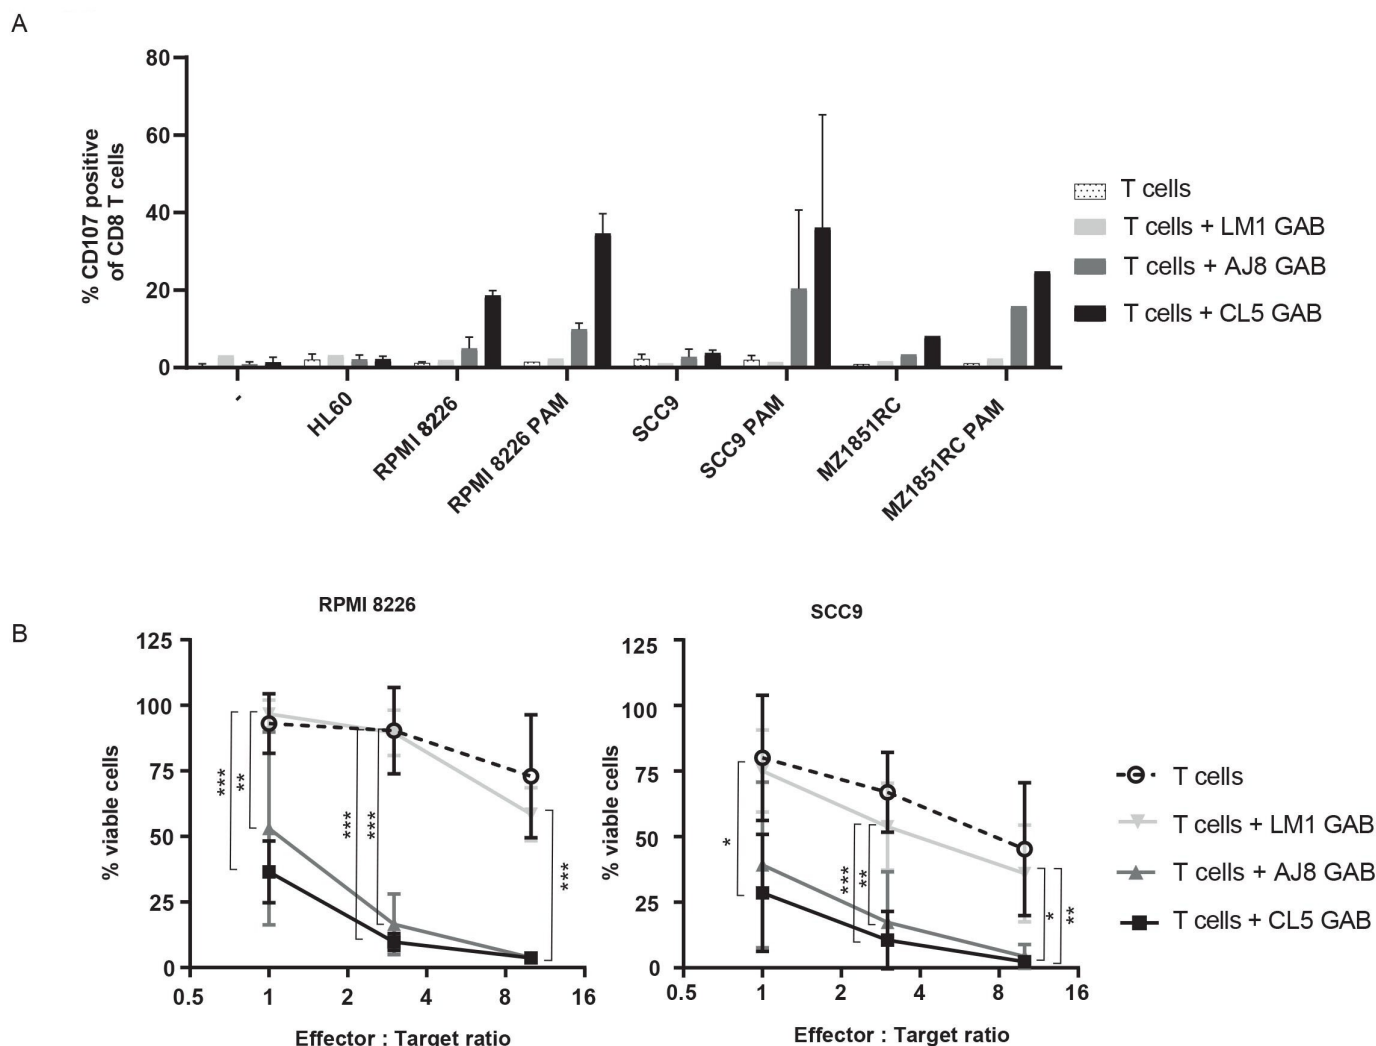 A
80
60
40
20
0
% CD107 positive
of CD8 T cells
-
HL60
RPMI 8226
RPMI 8226 PAM
SCC9
SCC9 PAM
MZ1851RC
MZ1851RC PAM
T cells
T cells + LM1 GAB
T cells + AJ8 GAB
T cells + CL5 GAB
B
RPMI 8226
125
100
75
50
25
0
% viable cells
***
**
***
***
***
0.5 1 2 4 8 16
Effector : Target ratio
SCC9
125
100
75
50
25
0
% viable cells
*
***
**
*
**
0.5 1 2 4 8 16
Effector : Target ratio
T cells
T cells + LM1 GAB
T cells + AJ8 GAB
T cells + CL5 GAB